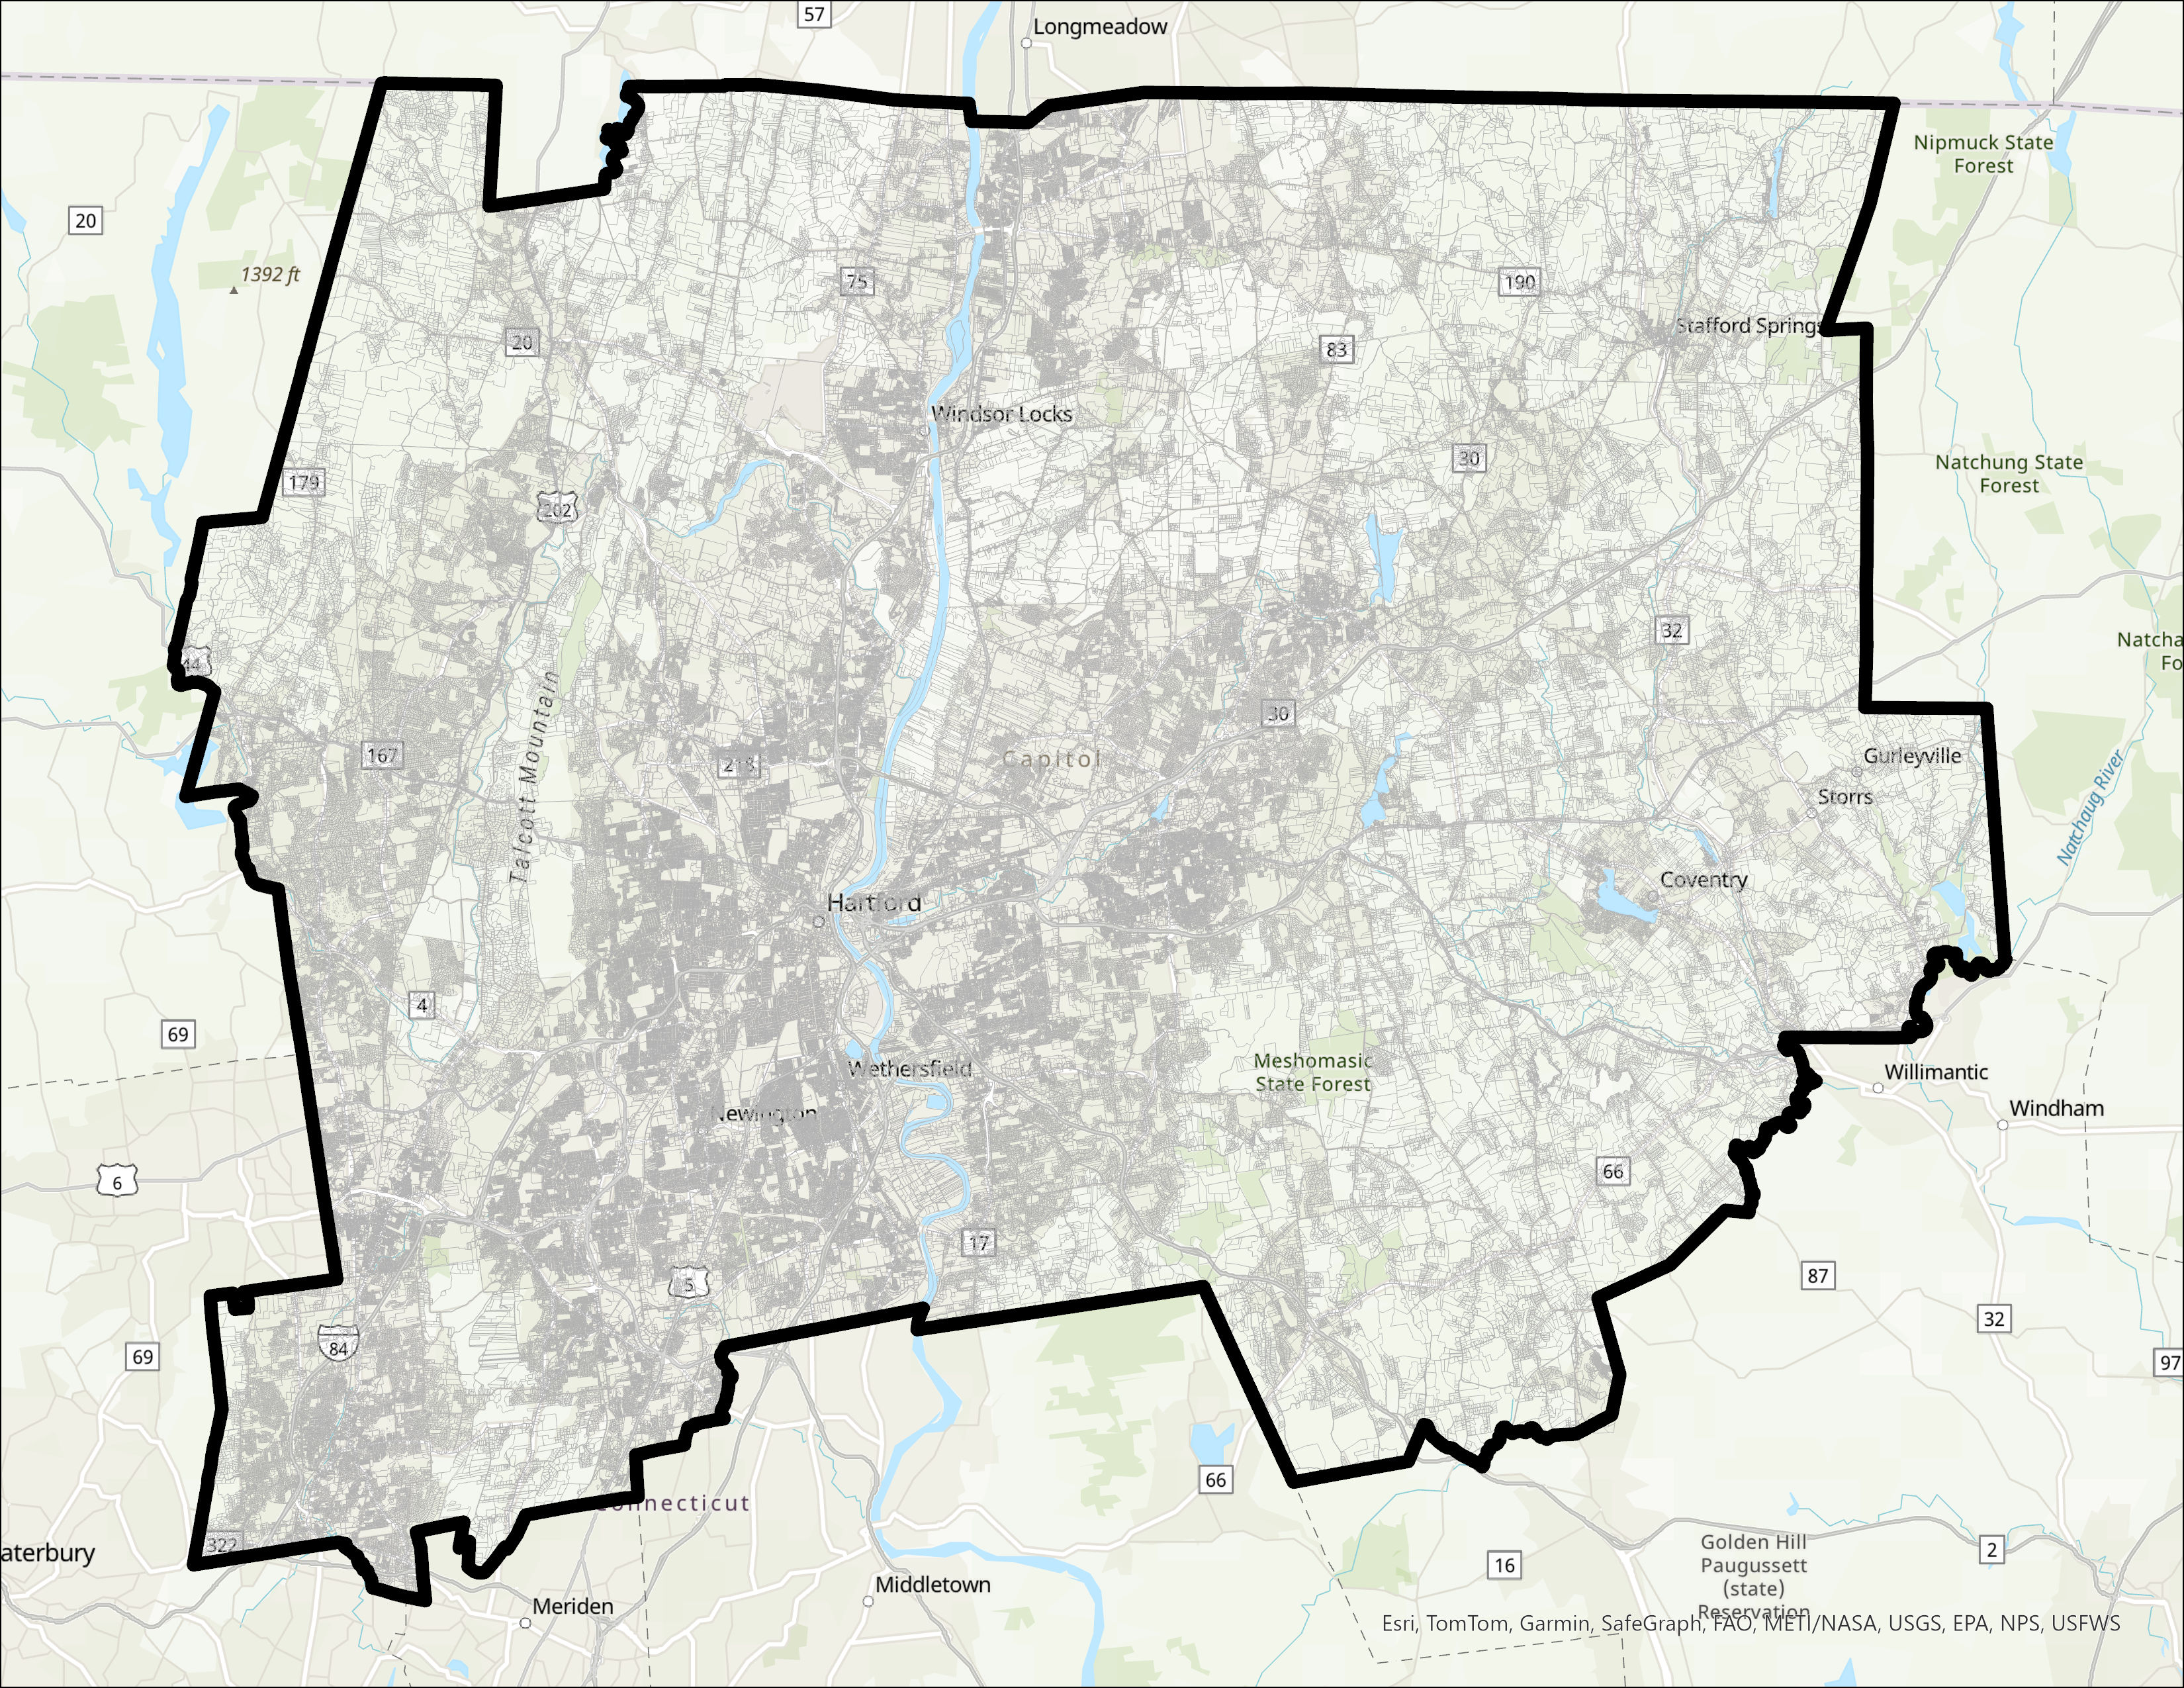 57
Longmeadow
Nipmuck State
Forest
20
1392 ft
75
190
20
Stafford Springs
83
Windsor Locks
30
Natchung State
Forest
179
202
32
Natcha
Fo
44
30
167
Capitol
218
Gurleyville
Storrs
Talcott Mountain
Natchaug River
Coventry
Hartford
4
69
Meshomasic
State Forest
Wethersfield
Willimantic
Newington
Windham
6
66
17
87
5
32
84
69
97
66
Connecticut
322
aterbury
Golden Hill
Paugussett
(state)
Reservation
2
16
Middletown
Meriden
Esri, TomTom, Garmin, SafeGraph, FAO, METI/NASA, USGS, EPA, NPS, USFWS